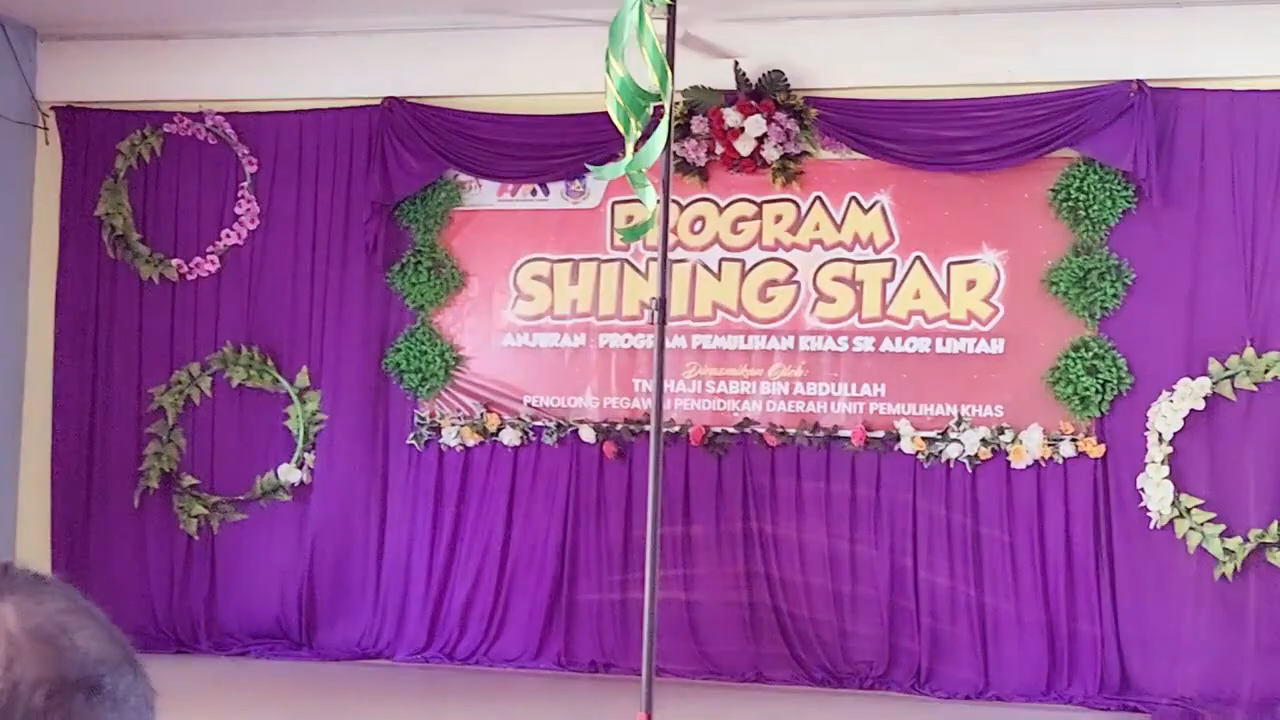 PROGRAM
SHINING STAR
ANJURAN : PROGRAM PEMULIHAN KHAS SK ALOR LINTAH
Dirasmikan Oleh:
TN HAJI SABRI BIN ABDULLAH
PENOLONG PEGAWAI PENDIDIKAN DAERAH UNIT PEMULIHAN KHAS